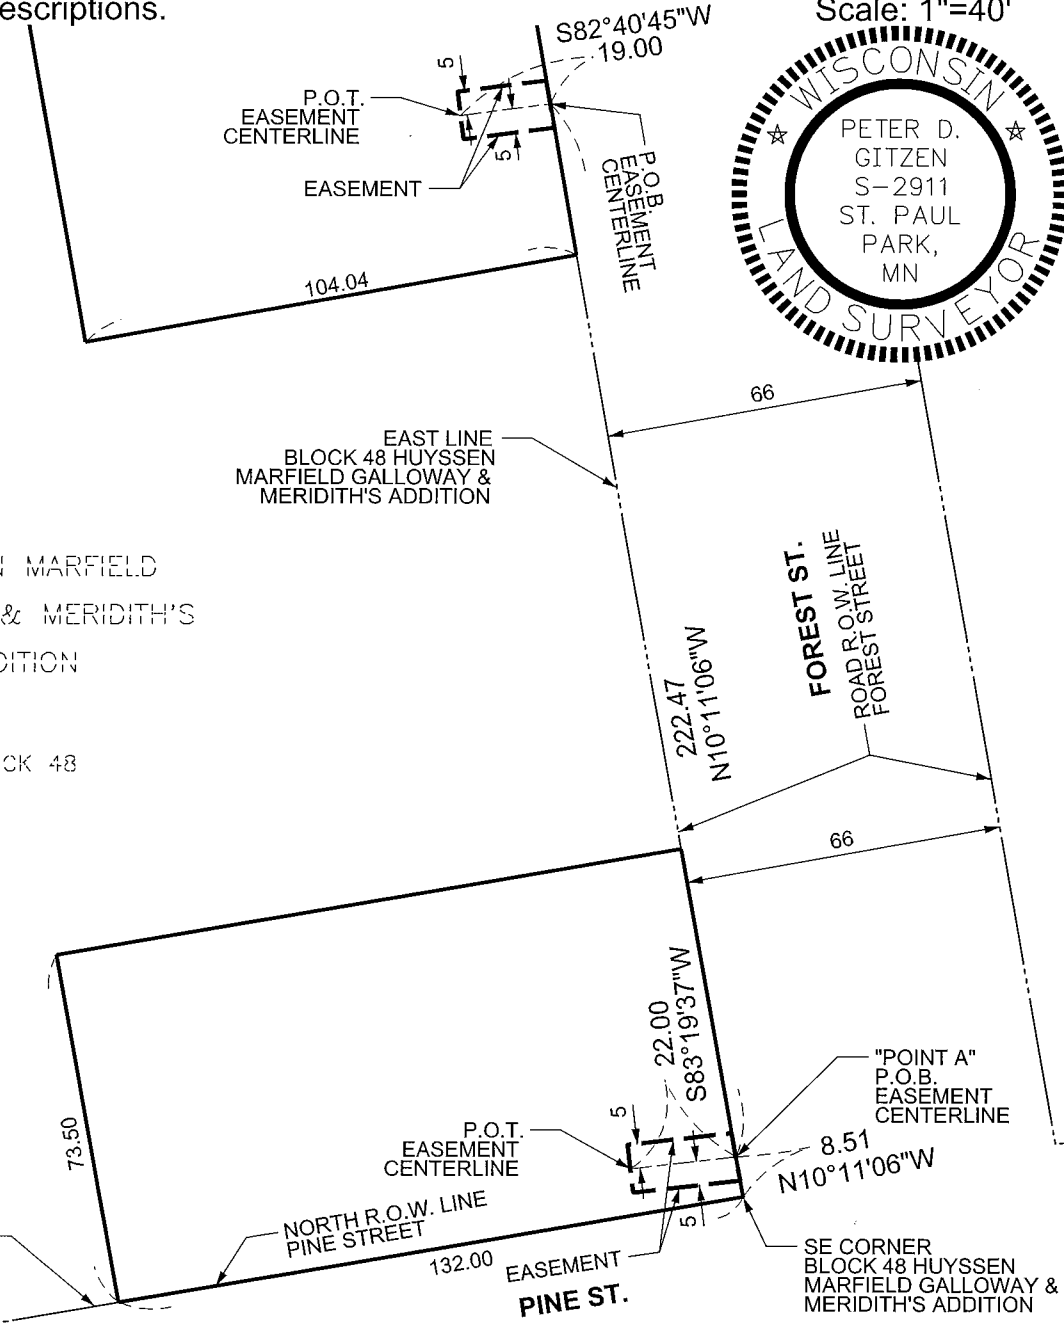 escriptions.
Scale: 1"=40'
S82°40'45"W
19.00
5
P.O.T.
EASEMENT
CENTERLINE
5
EASEMENT
P.O.B.
EASEMENT
CENTERLINE
WISCONSIN
LAND SURVEYOR
PETER D.
GITZEN
S-2911
ST. PAUL
PARK,
MN
104.04
66
EAST LINE
BLOCK 48 HUYSSEN
MARFIELD GALLOWAY &
MERIDITH'S ADDITION
N MARFIELD
& MERIDITH'S
DITION
CK 48
FOREST ST.
ROAD R.O.W. LINE
FOREST STREET
222.47
N10°11'06"W
66
73.50
22.00
S83°19'37"W
5
P.O.T.
EASEMENT
CENTERLINE
"POINT A"
P.O.B.
EASEMENT
CENTERLINE
8.51
N10°11'06"W
5
NORTH R.O.W. LINE
PINE STREET
132.00
EASEMENT
PINE ST.
SE CORNER
BLOCK 48 HUYSSEN
MARFIELD GALLOWAY &
MERIDITH'S ADDITION